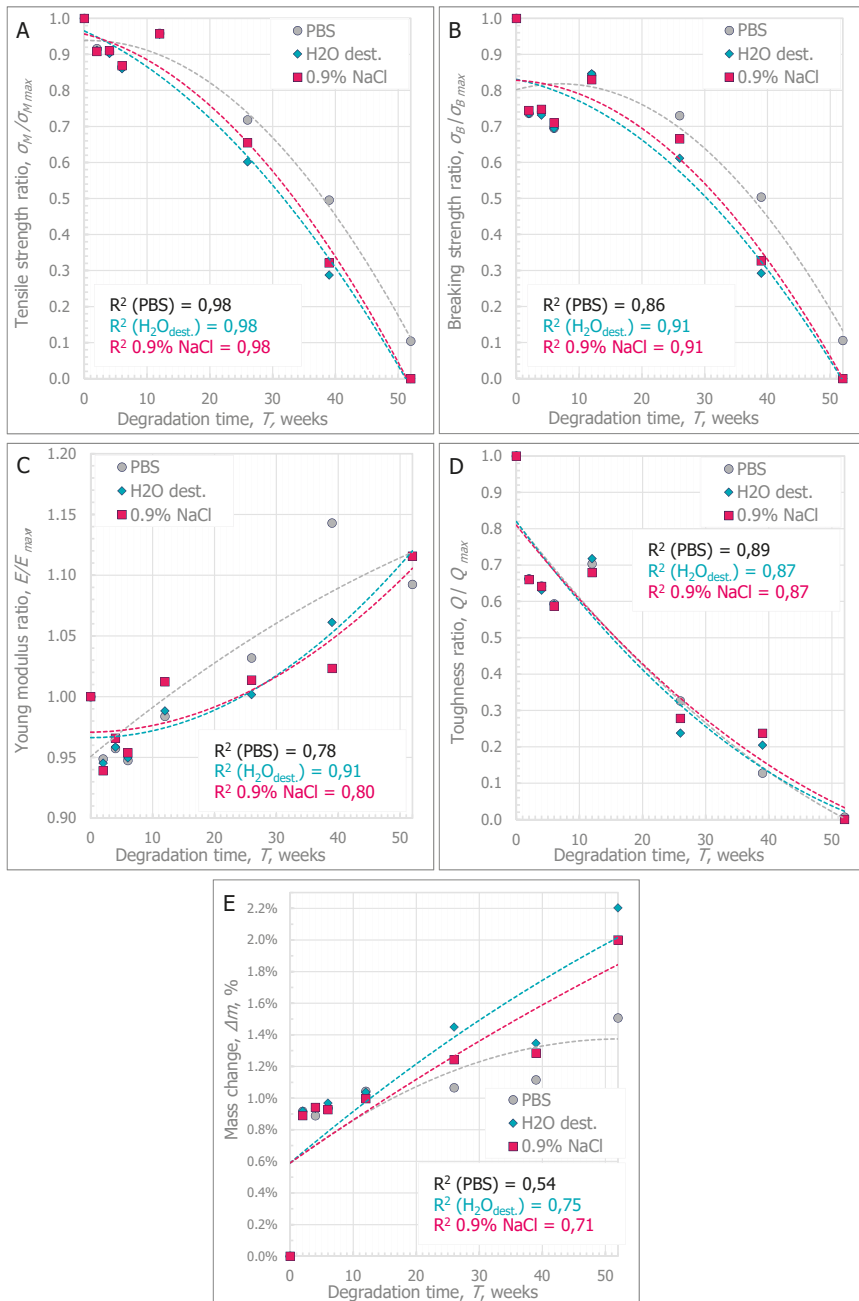 A
PBS
H2O dest.
0.9% NaCl
Tensile strength ratio, σM/σM max
1.0
0.9
0.8
0.7
0.6
0.5
0.4
0.3
0.2
0.1
0.0
R² (PBS) = 0,98
R² (H₂Odest.) = 0,98
R² 0.9% NaCl = 0,98
0 10 20 30 40 50
Degradation time, T, weeks
B
PBS
H2O dest.
0.9% NaCl
Breaking strength ratio, σB/σB max
1.0
0.9
0.8
0.7
0.6
0.5
0.4
0.3
0.2
0.1
0.0
R² (PBS) = 0,86
R² (H₂Odest.) = 0,91
R² 0.9% NaCl = 0,91
0 10 20 30 40 50
Degradation time, T, weeks
C
PBS
H2O dest.
0.9% NaCl
Young modulus ratio, E/E max
1.20
1.15
1.10
1.05
1.00
0.95
0.90
R² (PBS) = 0,78
R² (H₂Odest.) = 0,91
R² 0.9% NaCl = 0,80
0 10 20 30 40 50
Degradation time, T, weeks
D
PBS
H2O dest.
0.9% NaCl
Toughness ratio, Q/ Q max
1.0
0.9
0.8
0.7
0.6
0.5
0.4
0.3
0.2
0.1
0.0
R² (PBS) = 0,89
R² (H₂Odest.) = 0,87
R² 0.9% NaCl = 0,87
0 10 20 30 40 50
Degradation time, T, weeks
E
Mass change, Δm, %
2.2%
2.0%
1.8%
1.6%
1.4%
1.2%
1.0%
0.8%
0.6%
0.4%
0.2%
0.0%
PBS
H2O dest.
0.9% NaCl
R² (PBS) = 0,54
R² (H₂Odest.) = 0,75
R² 0.9% NaCl = 0,71
0 10 20 30 40 50
Degradation time, T, weeks